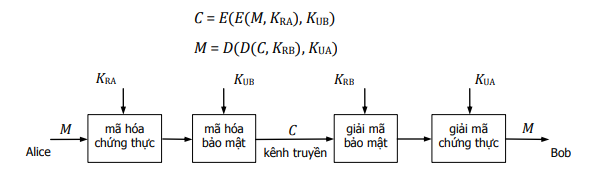 C = E(E(M, K_RA), K_UB)
M = D(D(C, K_RB), K_UA)
K_RA K_UB K_RB K_UA
M mã hóa chứng thực mã hóa bảo mật C giải mã bảo mật giải mã chứng thực M
Alice kênh truyền Bob